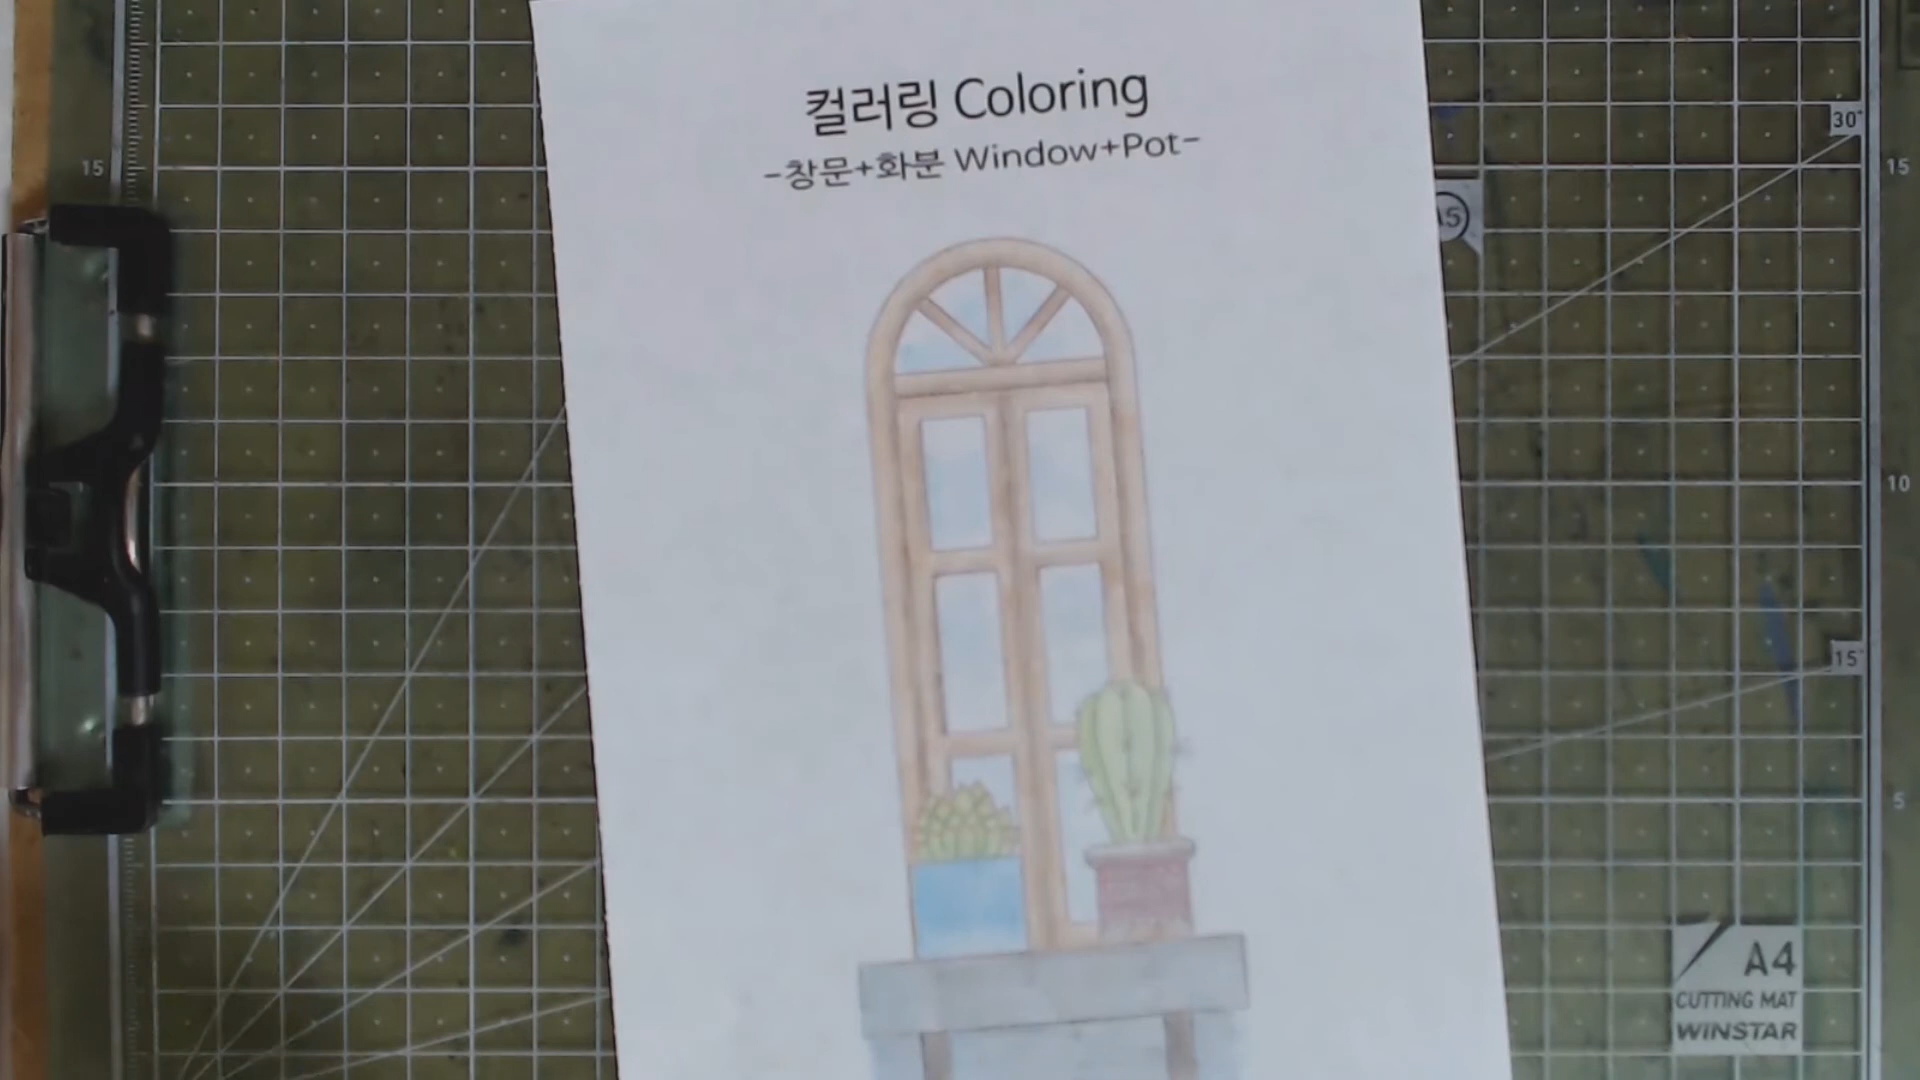 컬러링 Coloring
-창문+화분 Window+Pot-
15
30°
15
A5
10
15°
5
A4
CUTTING MAT
WINSTAR